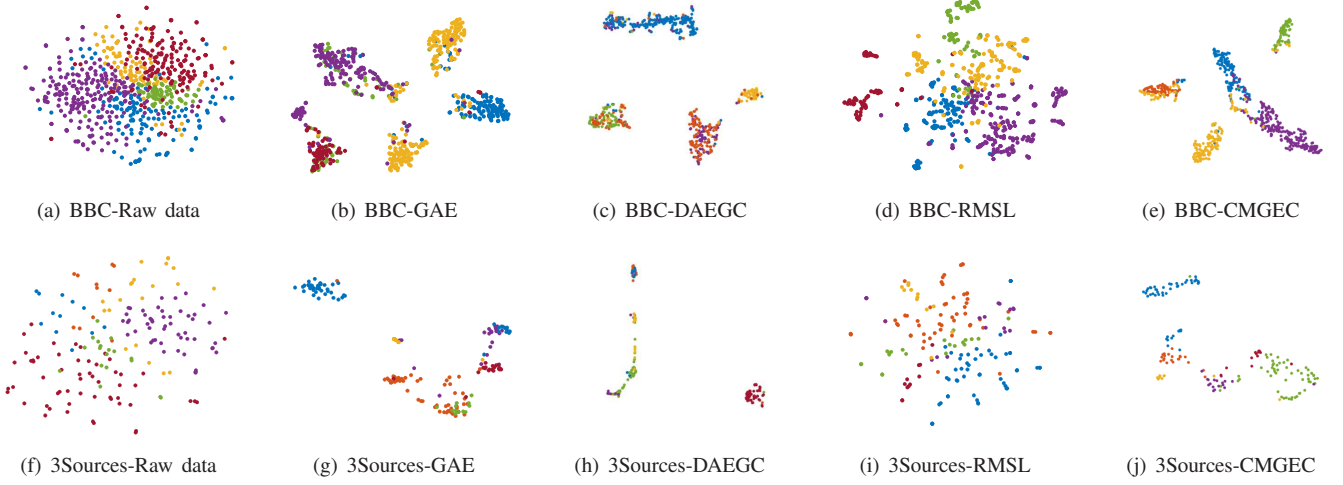 (a) BBC-Raw data
(b) BBC-GAE
(c) BBC-DAEGC
(d) BBC-RMSL
(e) BBC-CMGEC
(f) 3Sources-Raw data
(g) 3Sources-GAE
(h) 3Sources-DAEGC
(i) 3Sources-RMSL
(j) 3Sources-CMGEC